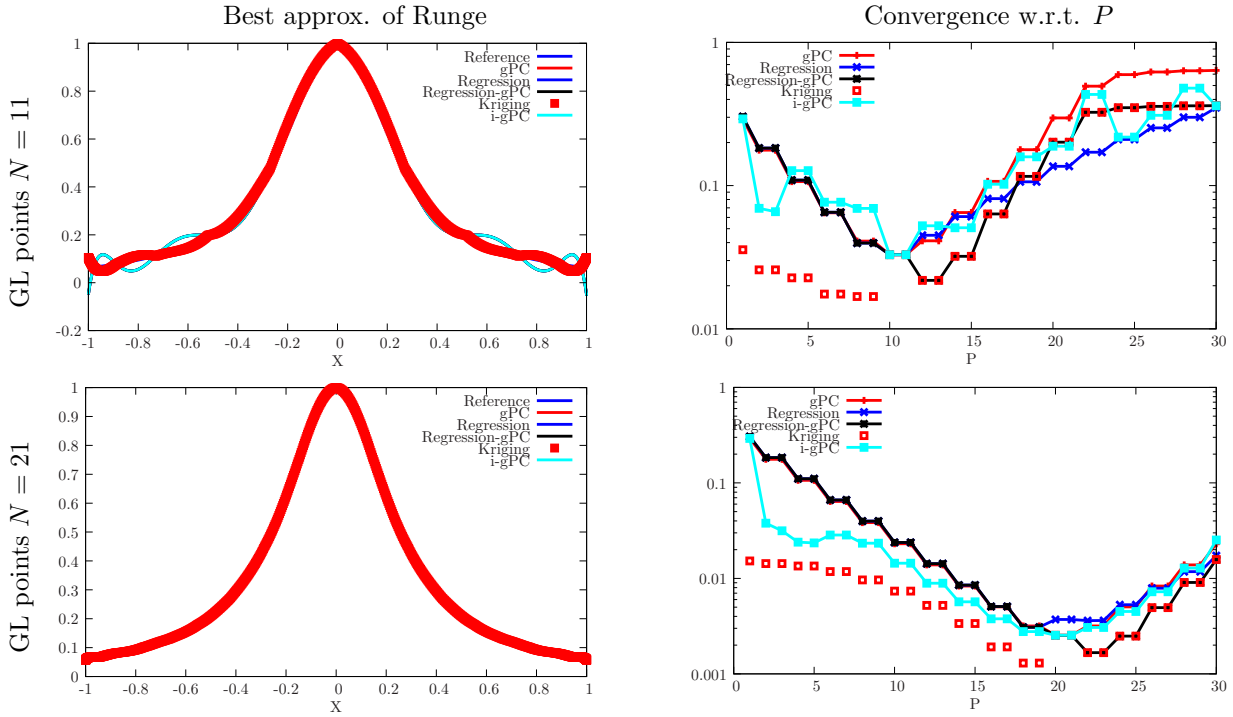 Best approx. of Runge
Convergence w.r.t. P
GL points N = 11
1
0.8
0.6
0.4
0.2
0
-0.2
-1 -0.8 -0.6 -0.4 -0.2 0 0.2 0.4 0.6 0.8 1
X
Reference
gPC
Regression
Regression-gPC
Kriging
i-gPC
1
0.1
0.01
0 5 10 15 20 25 30
P
gPC
Regression
Regression-gPC
Kriging
i-gPC
GL points N = 21
1
0.9
0.8
0.7
0.6
0.5
0.4
0.3
0.2
0.1
0
-1 -0.8 -0.6 -0.4 -0.2 0 0.2 0.4 0.6 0.8 1
X
Reference
gPC
Regression
Regression-gPC
Kriging
i-gPC
1
0.1
0.01
0.001
0 5 10 15 20 25 30
P
gPC
Regression
Regression-gPC
Kriging
i-gPC